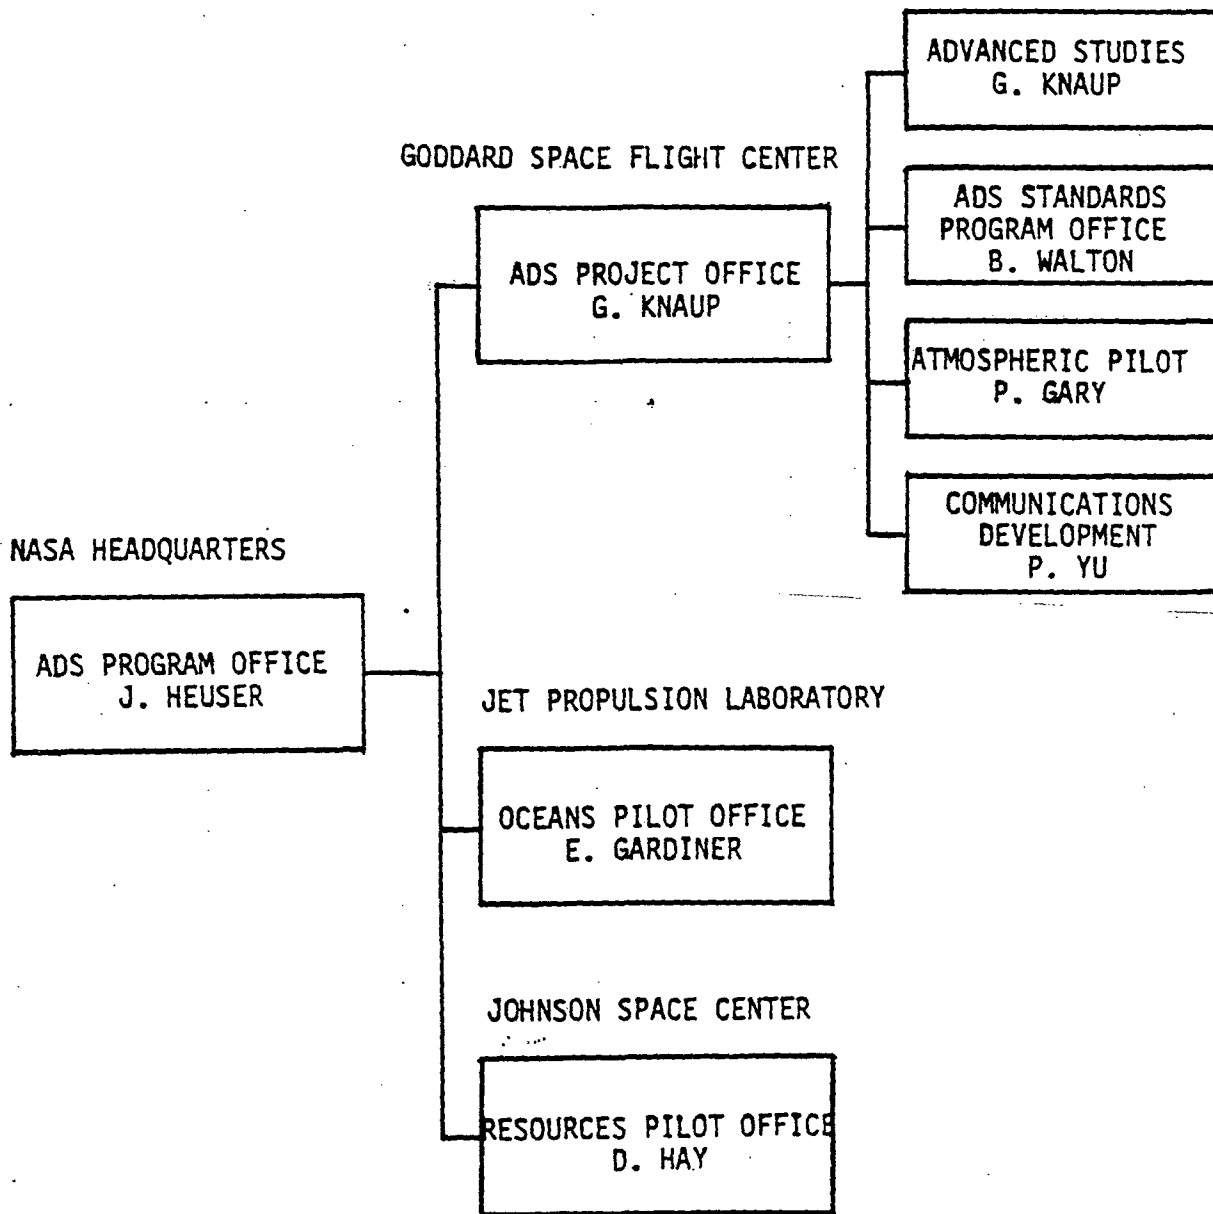 ADVANCED STUDIES
G. KNAUP
GODDARD SPACE FLIGHT CENTER
ADS STANDARDS
PROGRAM OFFICE
B. WALTON
ADS PROJECT OFFICE
G. KNAUP
ATMOSPHERIC PILOT
P. GARY
COMMUNICATIONS
DEVELOPMENT
P. YU
NASA HEADQUARTERS
ADS PROGRAM OFFICE
J. HEUSER
JET PROPULSION LABORATORY
OCEANS PILOT OFFICE
E. GARDINER
JOHNSON SPACE CENTER
RESOURCES PILOT OFFICE
D. HAY